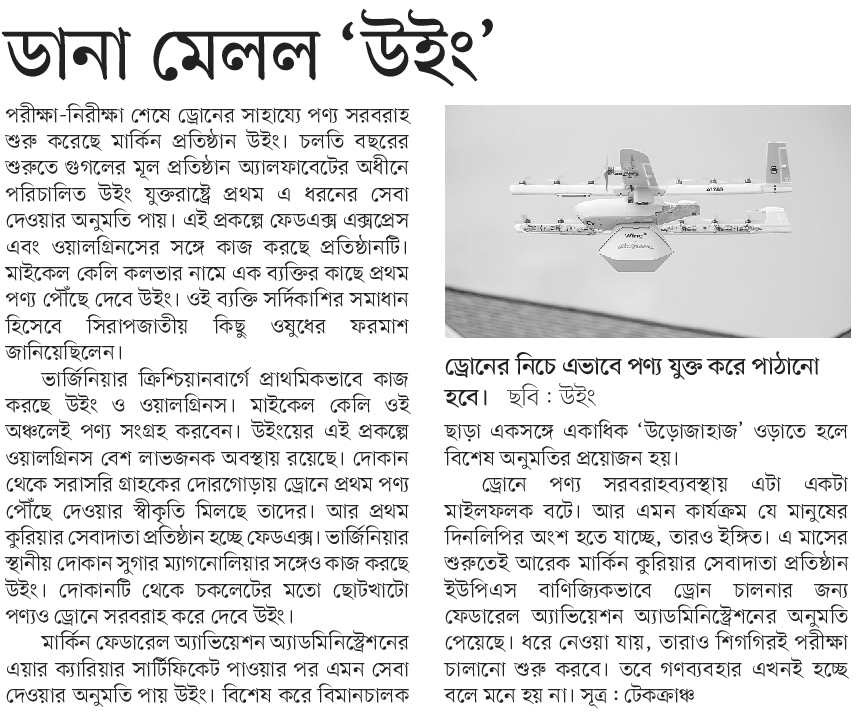 ডানা মেলল ‘উইং’
পরীক্ষা-নিরীক্ষা শেষে ড্রোনের সাহায্যে পণ্য সরবরাহ
শুরু করেছে মার্কিন প্রতিষ্ঠান উইং। চলতি বছরের
শুরুতে গুগলের মূল প্রতিষ্ঠান অ্যালফাবেটের অধীনে
পরিচালিত উইং যুক্তরাষ্ট্রে প্রথম এ ধরনের সেবা
দেওয়ার অনুমতি পায়। এই প্রকল্পে ফেডএক্স এক্সপ্রেস
এবং ওয়ালগ্রিনসের সঙ্গে কাজ করছে প্রতিষ্ঠানটি।
মাইকেল কেলি কলভার নামে এক ব্যক্তির কাছে প্রথম
পণ্য পৌঁছে দেবে উইং। ওই ব্যক্তি সর্দিকাশির সমাধান
হিসেবে সিরাপজাতীয় কিছু ওষুধের ফরমাশ
জানিয়েছিলেন।
ভার্জিনিয়ার ক্রিশ্চিয়ানবার্গে প্রাথমিকভাবে কাজ
করছে উইং ও ওয়ালগ্রিনস। মাইকেল কেলি ওই
অঞ্চলেই পণ্য সংগ্রহ করবেন। উইংয়ের এই প্রকল্পে
ওয়ালগ্রিনস বেশ লাভজনক অবস্থায় রয়েছে। দোকান
থেকে সরাসরি গ্রাহকের দোরগোড়ায় ড্রোনে প্রথম পণ্য
পৌঁছে দেওয়ার স্বীকৃতি মিলছে তাদের। আর প্রথম
কুরিয়ার সেবাদাতা প্রতিষ্ঠান হচ্ছে ফেডএক্স। ভার্জিনিয়ার
স্থানীয় দোকান সুগার ম্যাগনোলিয়ার সঙ্গেও কাজ করছে
উইং। দোকানটি থেকে চকলেটের মতো ছোটখাটো
পণ্যও ড্রোনে সরবরাহ করে দেবে উইং।
মার্কিন ফেডারেল অ্যাভিয়েশন অ্যাডমিনিস্ট্রেশনের
এয়ার ক্যারিয়ার সার্টিফিকেট পাওয়ার পর এমন সেবা
দেওয়ার অনুমতি পায় উইং। বিশেষ করে বিমানচালক
Wing
ড্রোনের নিচে এভাবে পণ্য যুক্ত করে পাঠানো
হবে। ছবি : উইং
ছাড়া একসঙ্গে একাধিক ‘উড়োজাহাজ’ ওড়াতে হলে
বিশেষ অনুমতির প্রয়োজন হয়।
ড্রোনে পণ্য সরবরাহব্যবস্থায় এটা একটা
মাইলফলক বটে। আর এমন কার্যক্রম যে মানুষের
দিনলিপির অংশ হতে যাচ্ছে, তারও ইঙ্গিত। এ মাসের
শুরুতেই আরেক মার্কিন কুরিয়ার সেবাদাতা প্রতিষ্ঠান
ইউপিএস বাণিজ্যিকভাবে ড্রোন চালনার জন্য
ফেডারেল অ্যাভিয়েশন অ্যাডমিনিস্ট্রেশনের অনুমতি
পেয়েছে। ধরে নেওয়া যায়, তারাও শিগগিরই পরীক্ষা
চালানো শুরু করবে। তবে গণব্যবহার এখনই হচ্ছে
বলে মনে হয় না। সূত্র : টেকক্রাঞ্চ